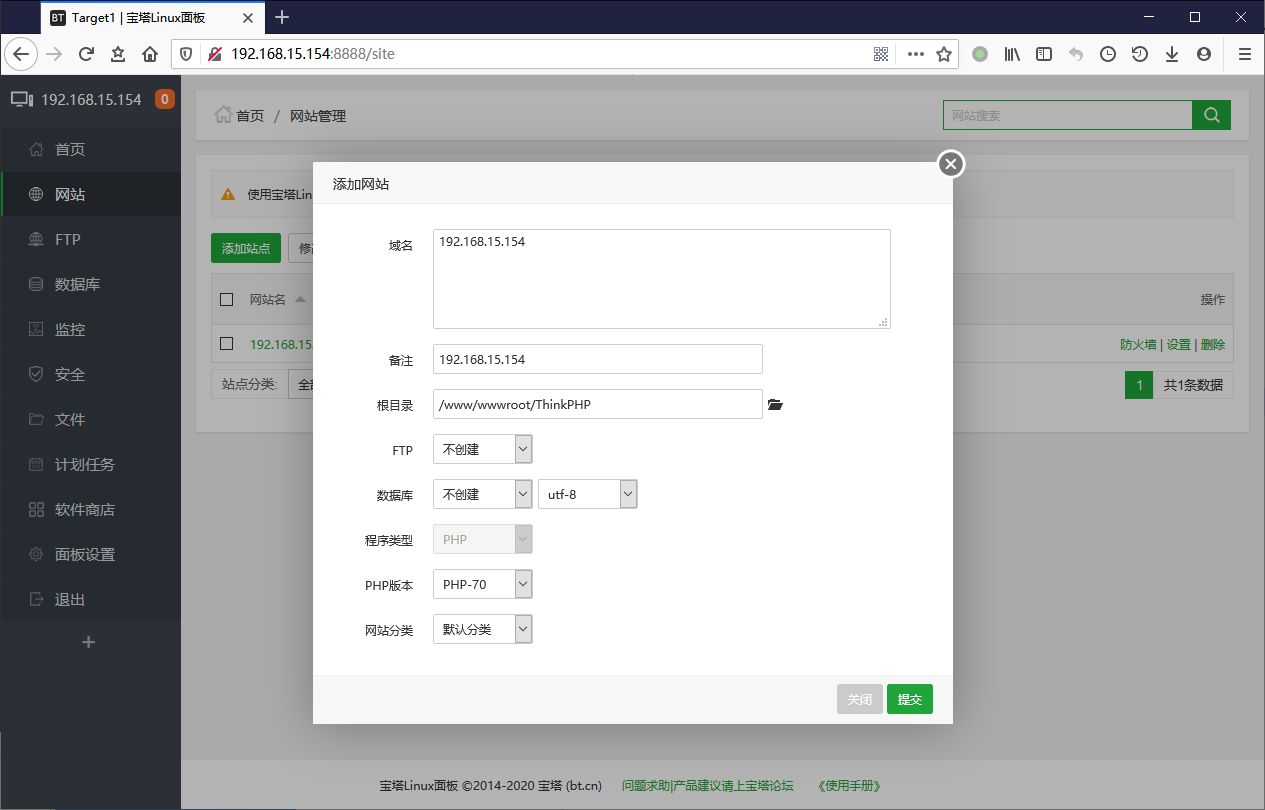 BT Target1 | 宝塔Linux面板
192.168.15.154:8888/site
192.168.15.154 0
首页
网站
FTP
数据库
监控
安全
文件
计划任务
软件商店
面板设置
退出
首页 / 网站管理
网站搜索
使用宝塔Lin
添加站点
网站名
操作
192.168.15
防火墙 | 设置 | 删除
站点分类:
1 共1条数据
添加网站
域名
192.168.15.154
备注 192.168.15.154
根目录 /www/wwwroot/ThinkPHP
FTP 不创建
数据库 不创建 utf-8
程序类型 PHP
PHP版本 PHP-70
网站分类 默认分类
关闭 提交
宝塔Linux面板 ©2014-2020 宝塔 (bt.cn) 问题求助|产品建议请上宝塔论坛 《使用手册》